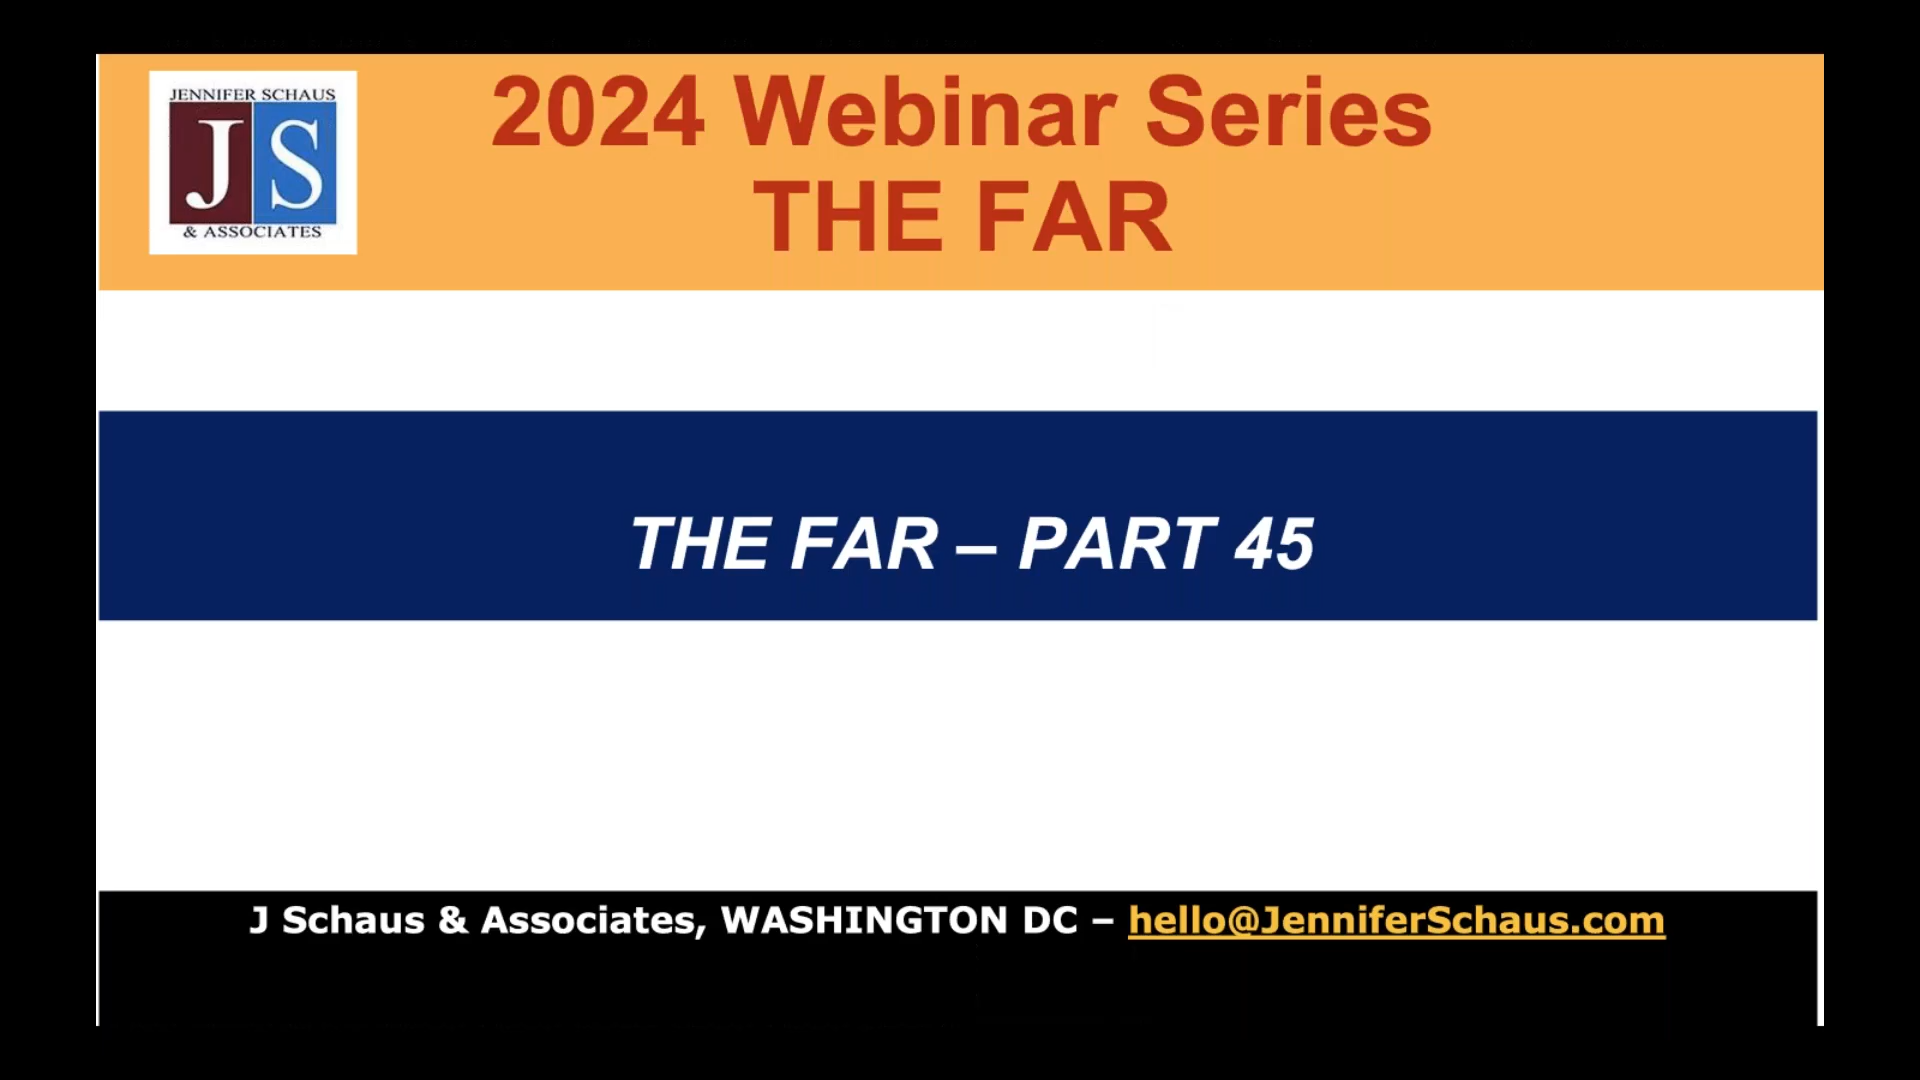 JENNIFER SCHAUS
JS
& ASSOCIATES
2024 Webinar Series
THE FAR
THE FAR – PART 45
J Schaus & Associates, WASHINGTON DC – hello@JenniferSchaus.com